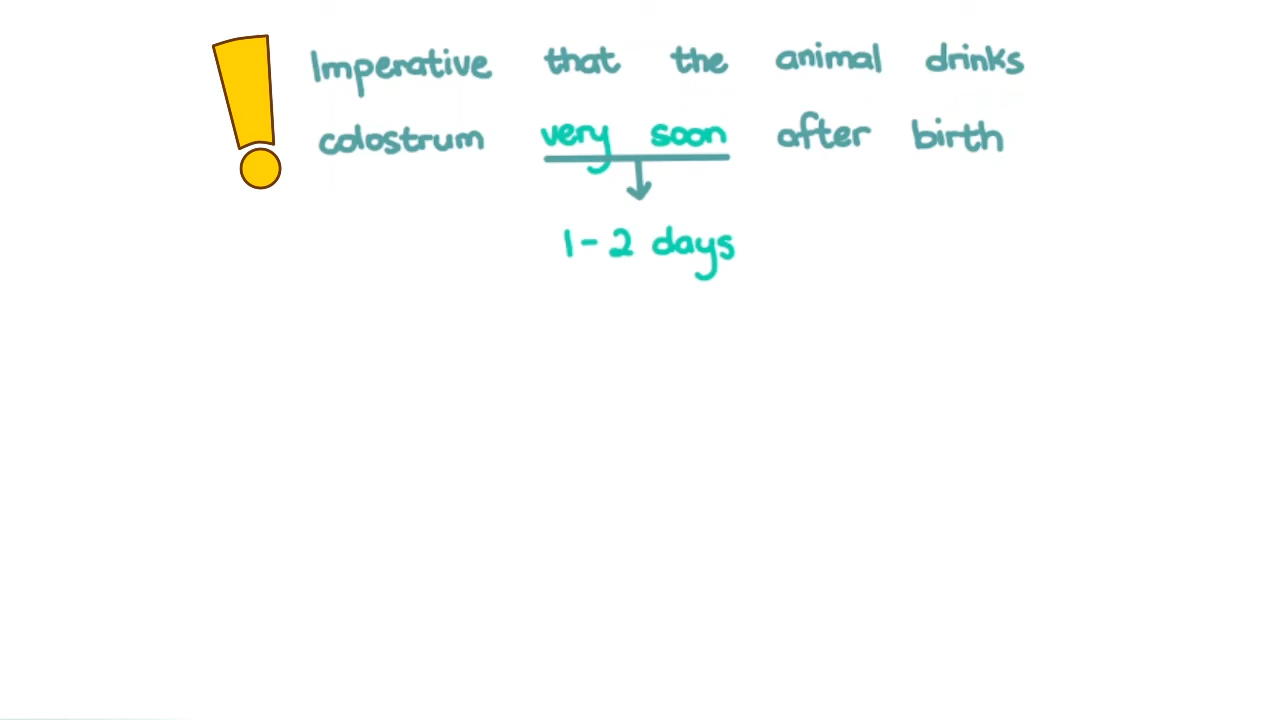 Imperative that the animal drinks
colostrum very soon after birth
1-2 days